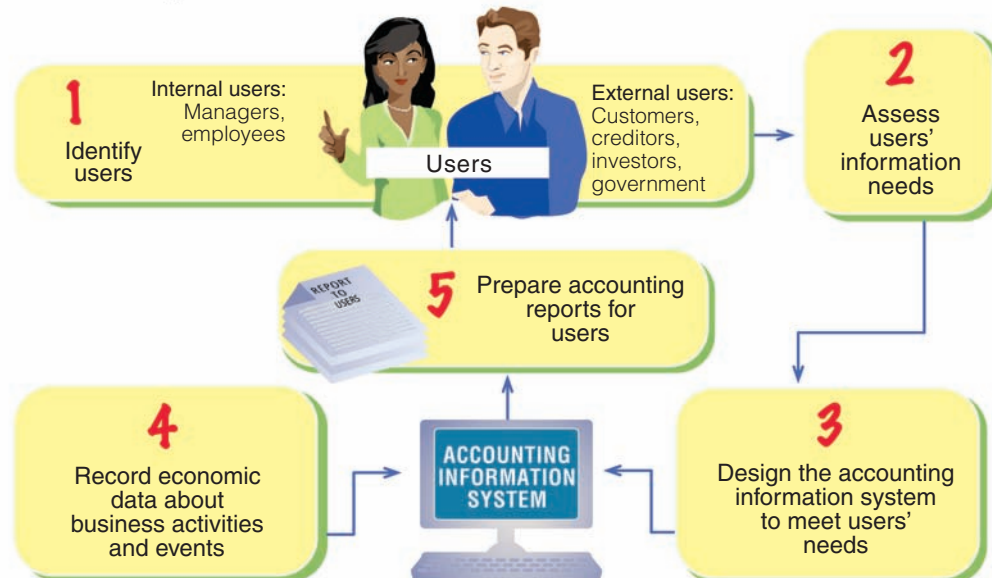 1
Identify
users
Internal users:
Managers,
employees
Users
External users:
Customers,
creditors,
investors,
government
2
Assess
users'
information
needs
3
Design the accounting
information system
to meet users'
needs
4
Record economic
data about
business activities
and events
ACCOUNTING
INFORMATION
SYSTEM
5
Prepare accounting
reports for
users
REPORT
TO
USERS